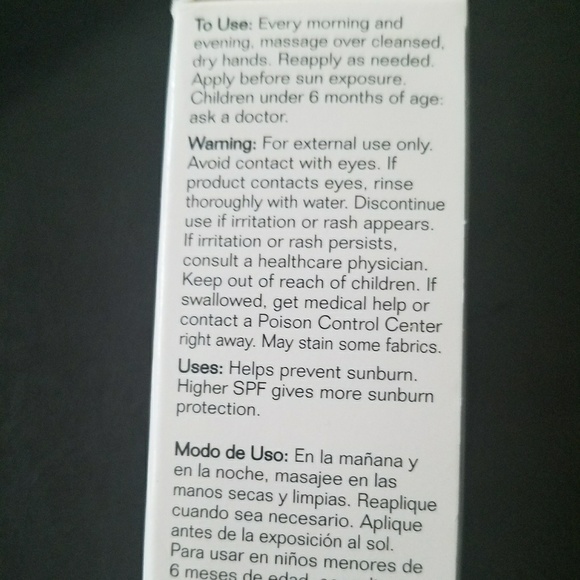 To Use: Every morning and
evening, massage over cleansed,
dry hands. Reapply as needed.
Apply before sun exposure.
Children under 6 months of age:
ask a doctor.
Warning: For external use only.
Avoid contact with eyes. If
product contacts eyes, rinse
thoroughly with water. Discontinue
use if irritation or rash appears.
If irritation or rash persists,
consult a healthcare physician.
Keep out of reach of children. If
swallowed, get medical help or
contact a Poison Control Center
right away. May stain some fabrics.
Uses: Helps prevent sunburn.
Higher SPF gives more sunburn
protection.
Modo de Uso: En la mañana y
en la noche, masajee en las
manos secas y limpias. Reaplique
cuando sea necesario. Aplique
antes de la exposición al sol.
Para usar en niños menores de
6 meses de edad,